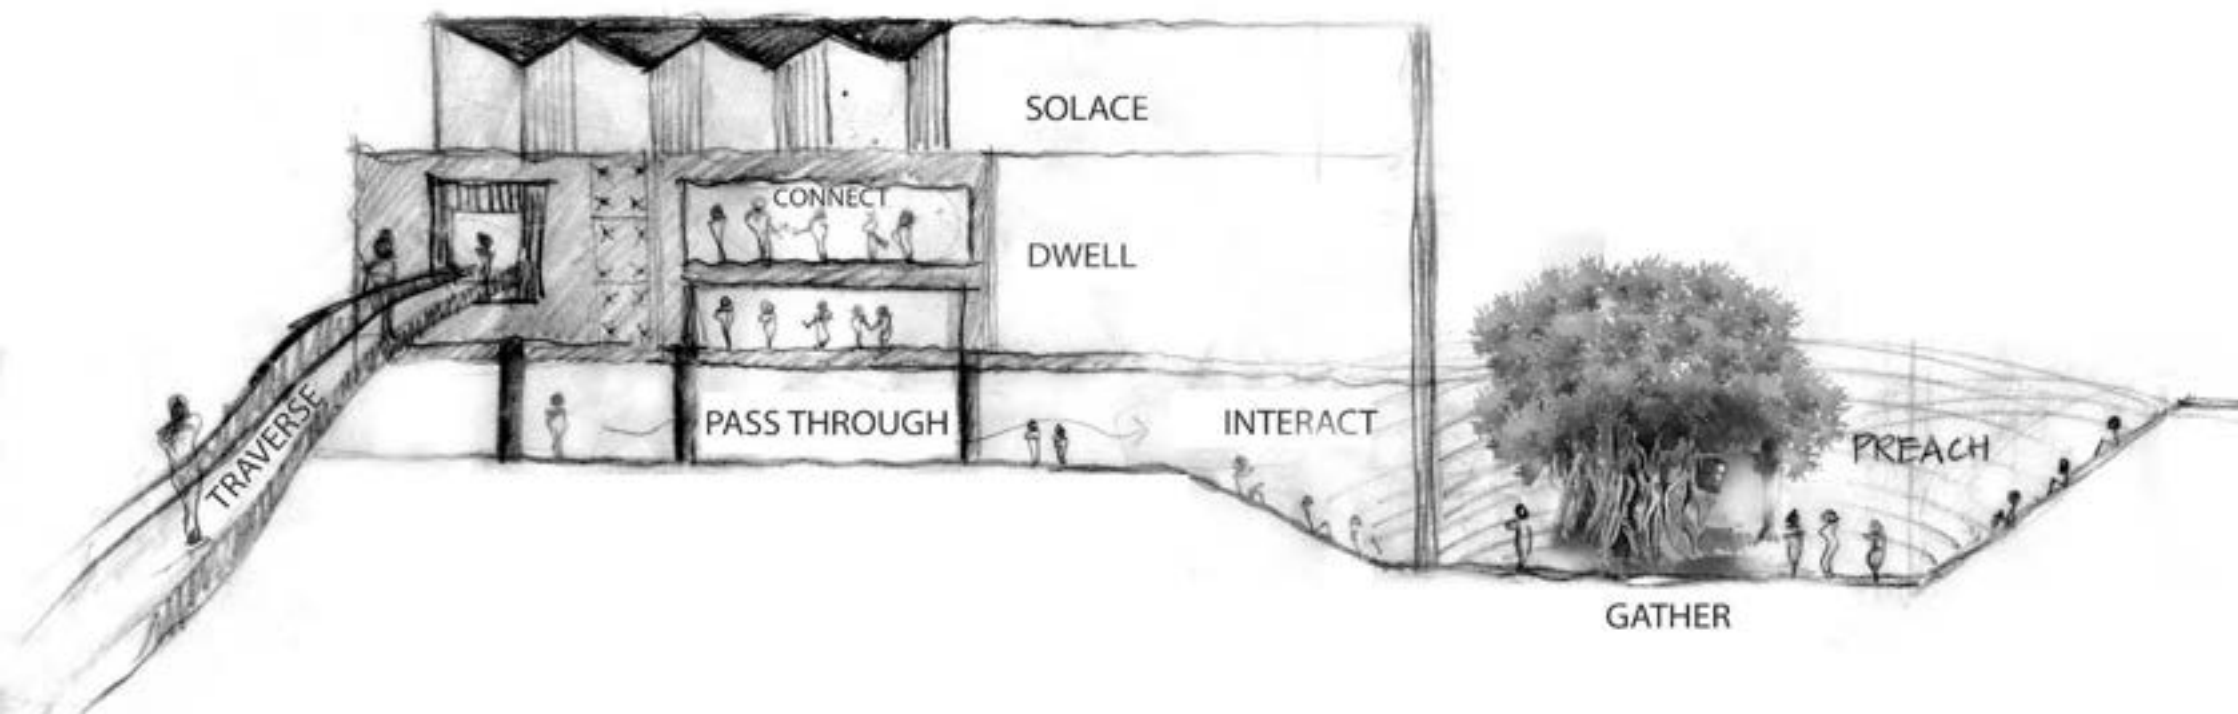 SOLACE
CONNECT
DWELL
TRAVERSE
PASS THROUGH
INTERACT
PREACH
GATHER